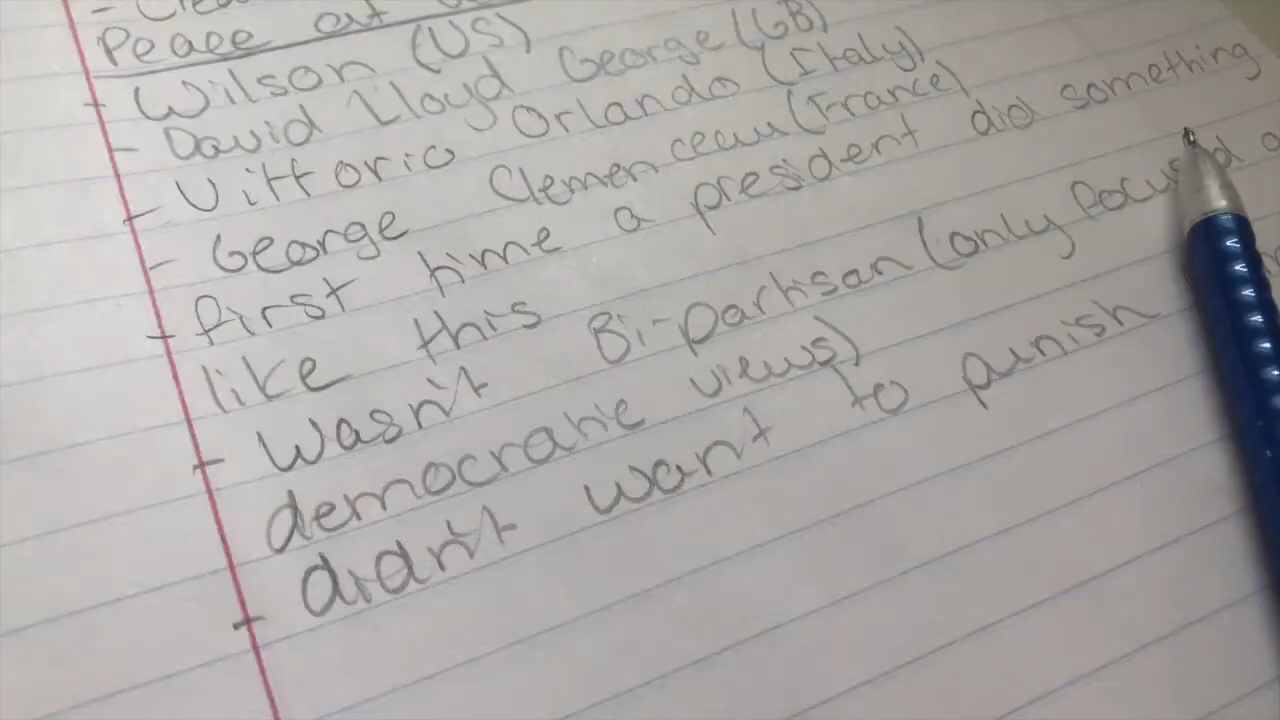 Peace at
- Wilson (US)
- David Lloyd George (GB)
- Vittorio Orlando (Italy)
- George Clemenceau (France)
- first time a president did something
like this
- Wasn't Bi-partisan (only focused
democratic views)
- didn't want to punish